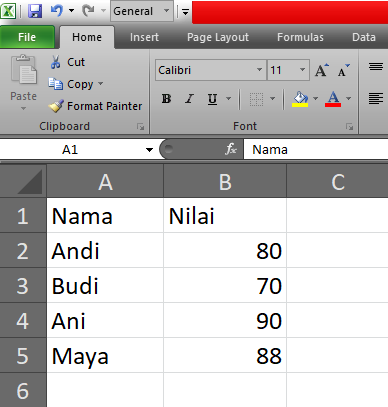 General
File Home Insert Page Layout Formulas Data
Cut
Copy
Format Painter
Paste
Calibri 11 A A
B I U A
Clipboard Font
A1 fx Nama
A B C
1 Nama Nilai
2 Andi 80
3 Budi 70
4 Ani 90
5 Maya 88
6